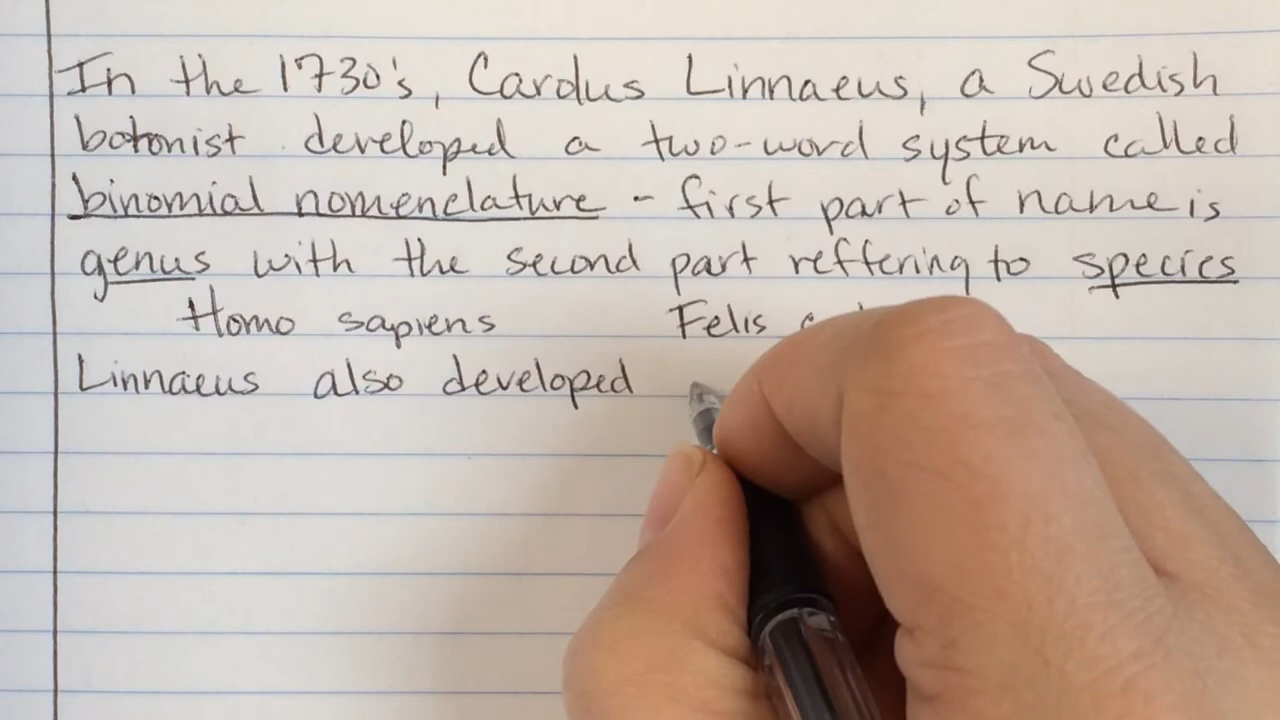 In the 1730's, Carolus Linnaeus, a Swedish
botonist developed a two-word system called
binomial nomenclature - first part of name is
genus with the second part reffering to species
Homo sapiens Felis
Linnaeus also developed